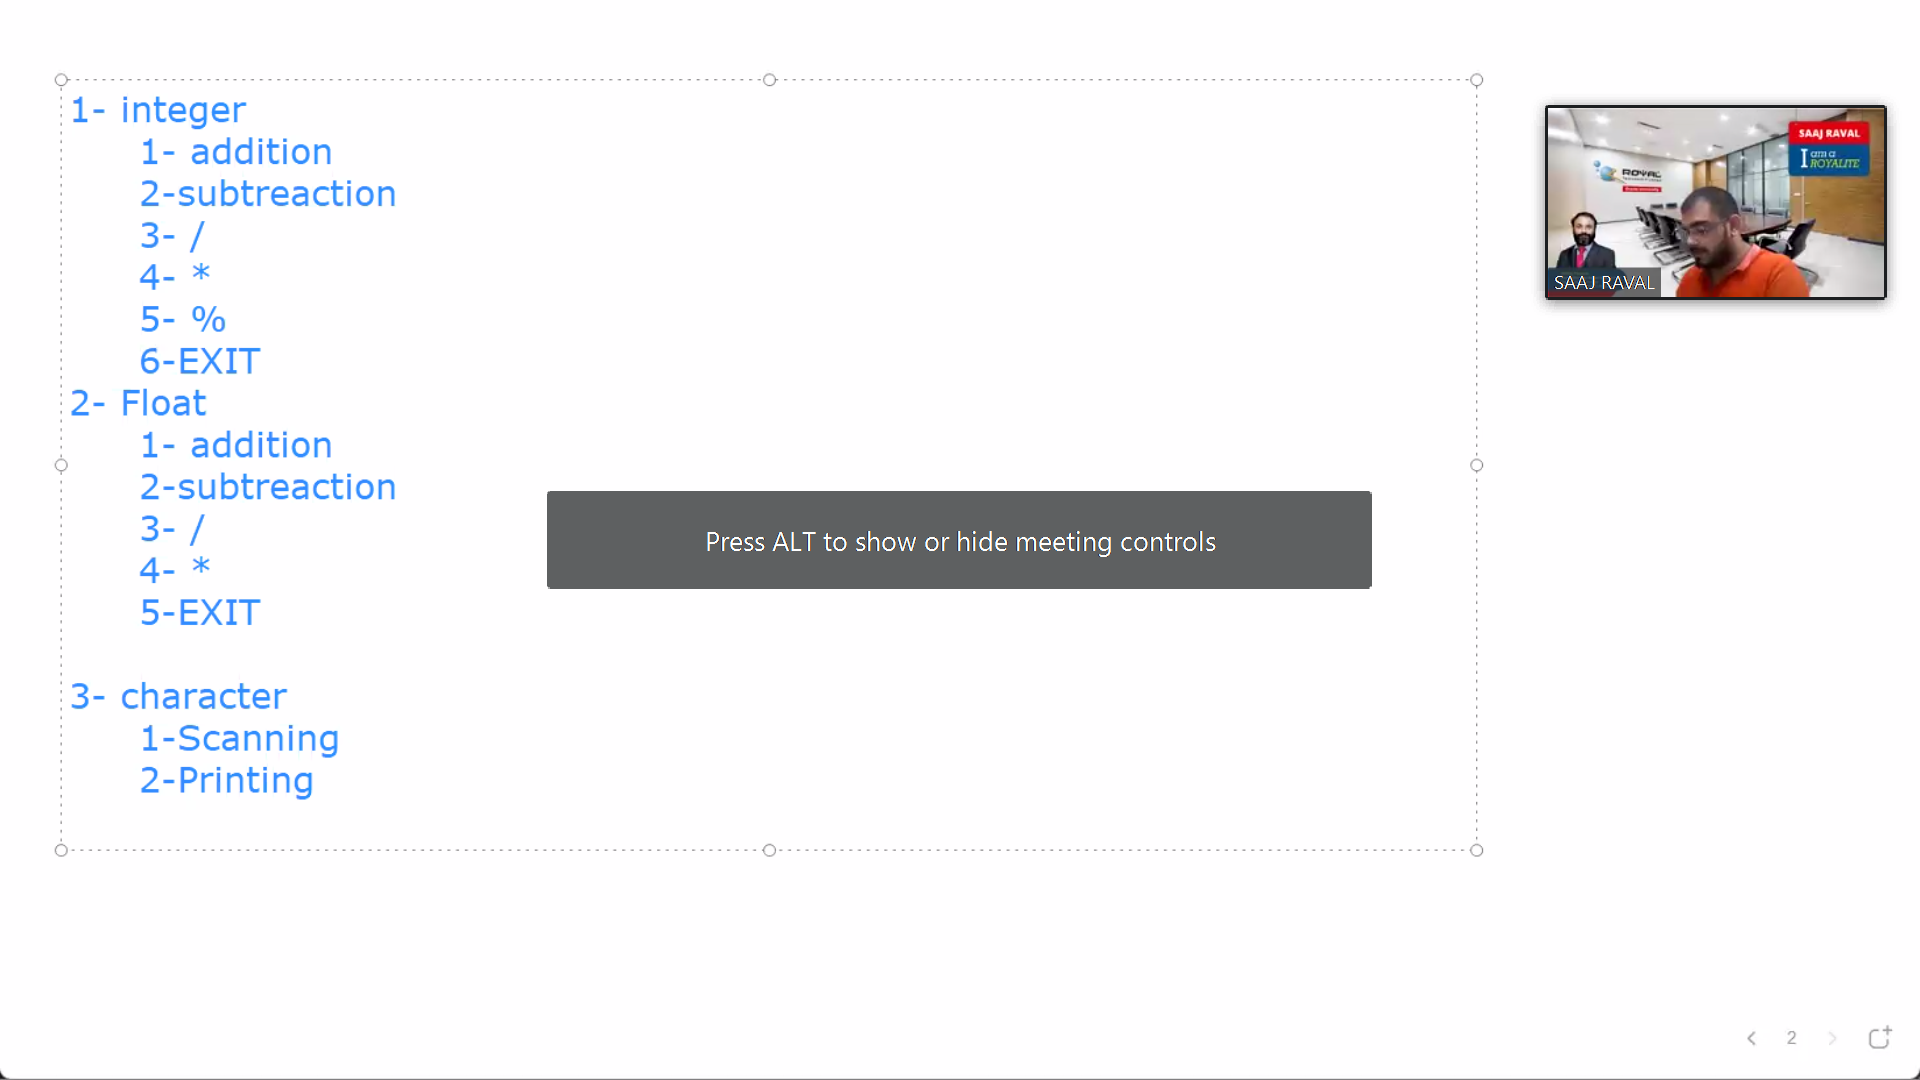 1- integer
1- addition
2-subtreaction
3- /
4- *
5- %
6-EXIT
2- Float
1- addition
2-subtreaction
3- /
4- *
5-EXIT
3- character
1-Scanning
2-Printing
Press ALT to show or hide meeting controls
SAAJ RAVAL
I am a
ROYALITE
ROYAL
SAAJ RAVAL
2